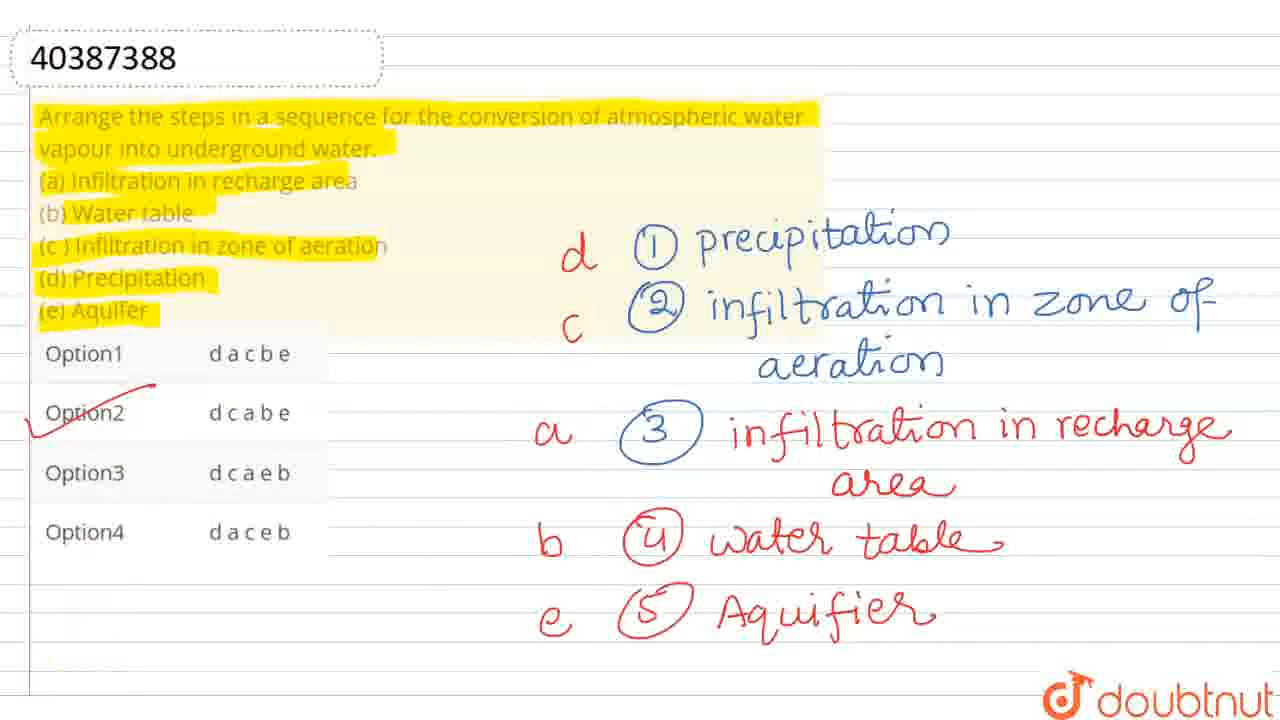 40387388
Arrange the steps in a sequence for the conversion of atmospheric water
vapour into underground water.
(a) Infiltration in recharge area
(b) Water table
(c ) Infiltration in zone of aeration
(d) Precipitation
(e) Aquifer
Option1 d a c b e
Option2 d c a b e
Option3 d c a e b
Option4 d a c e b
d 1 precipitation
c 2 infiltration in zone of
aeration
a 3 infiltration in recharge
area
b 4 water table
e 5 Aquifier
doubtnut